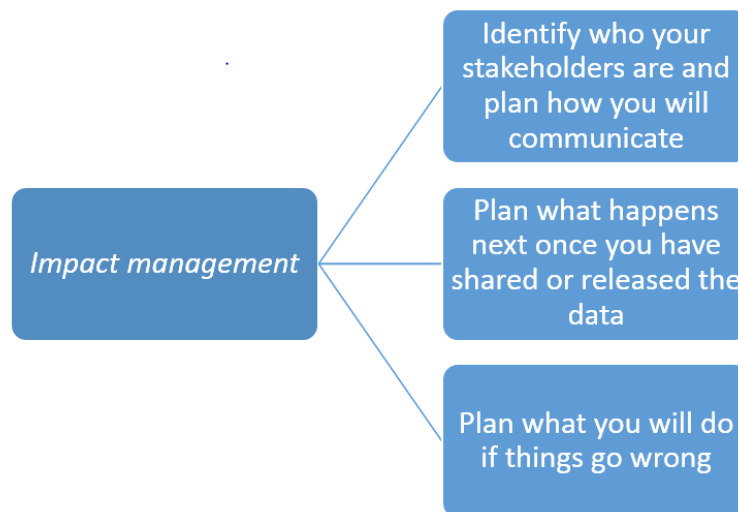 Impact management
Identify who your
stakeholders are and
plan how you will
communicate
Plan what happens
next once you have
shared or released the
data
Plan what you will do
if things go wrong